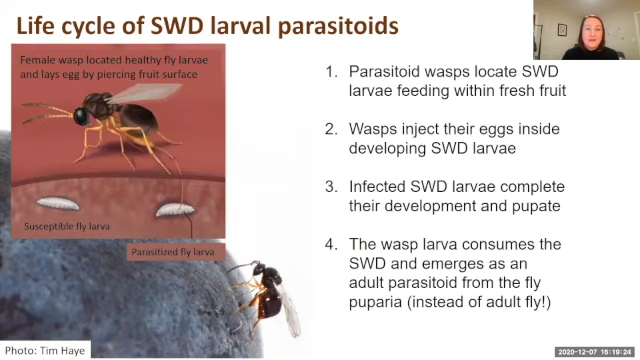 Life cycle of SWD larval parasitoids
Female wasp located healthy fly larvae
and lays egg by piercing fruit surface
Susceptible fly larva
Parasitized fly larva
Photo: Tim Haye
1. Parasitoid wasps locate SWD
larvae feeding within fresh fruit
2. Wasps inject their eggs inside
developing SWD larvae
3. Infected SWD larvae complete
their development and pupate
4. The wasp larva consumes the
SWD and emerges as an
adult parasitoid from the fly
puparia (instead of adult fly!)
2020-12-07 16:19:24